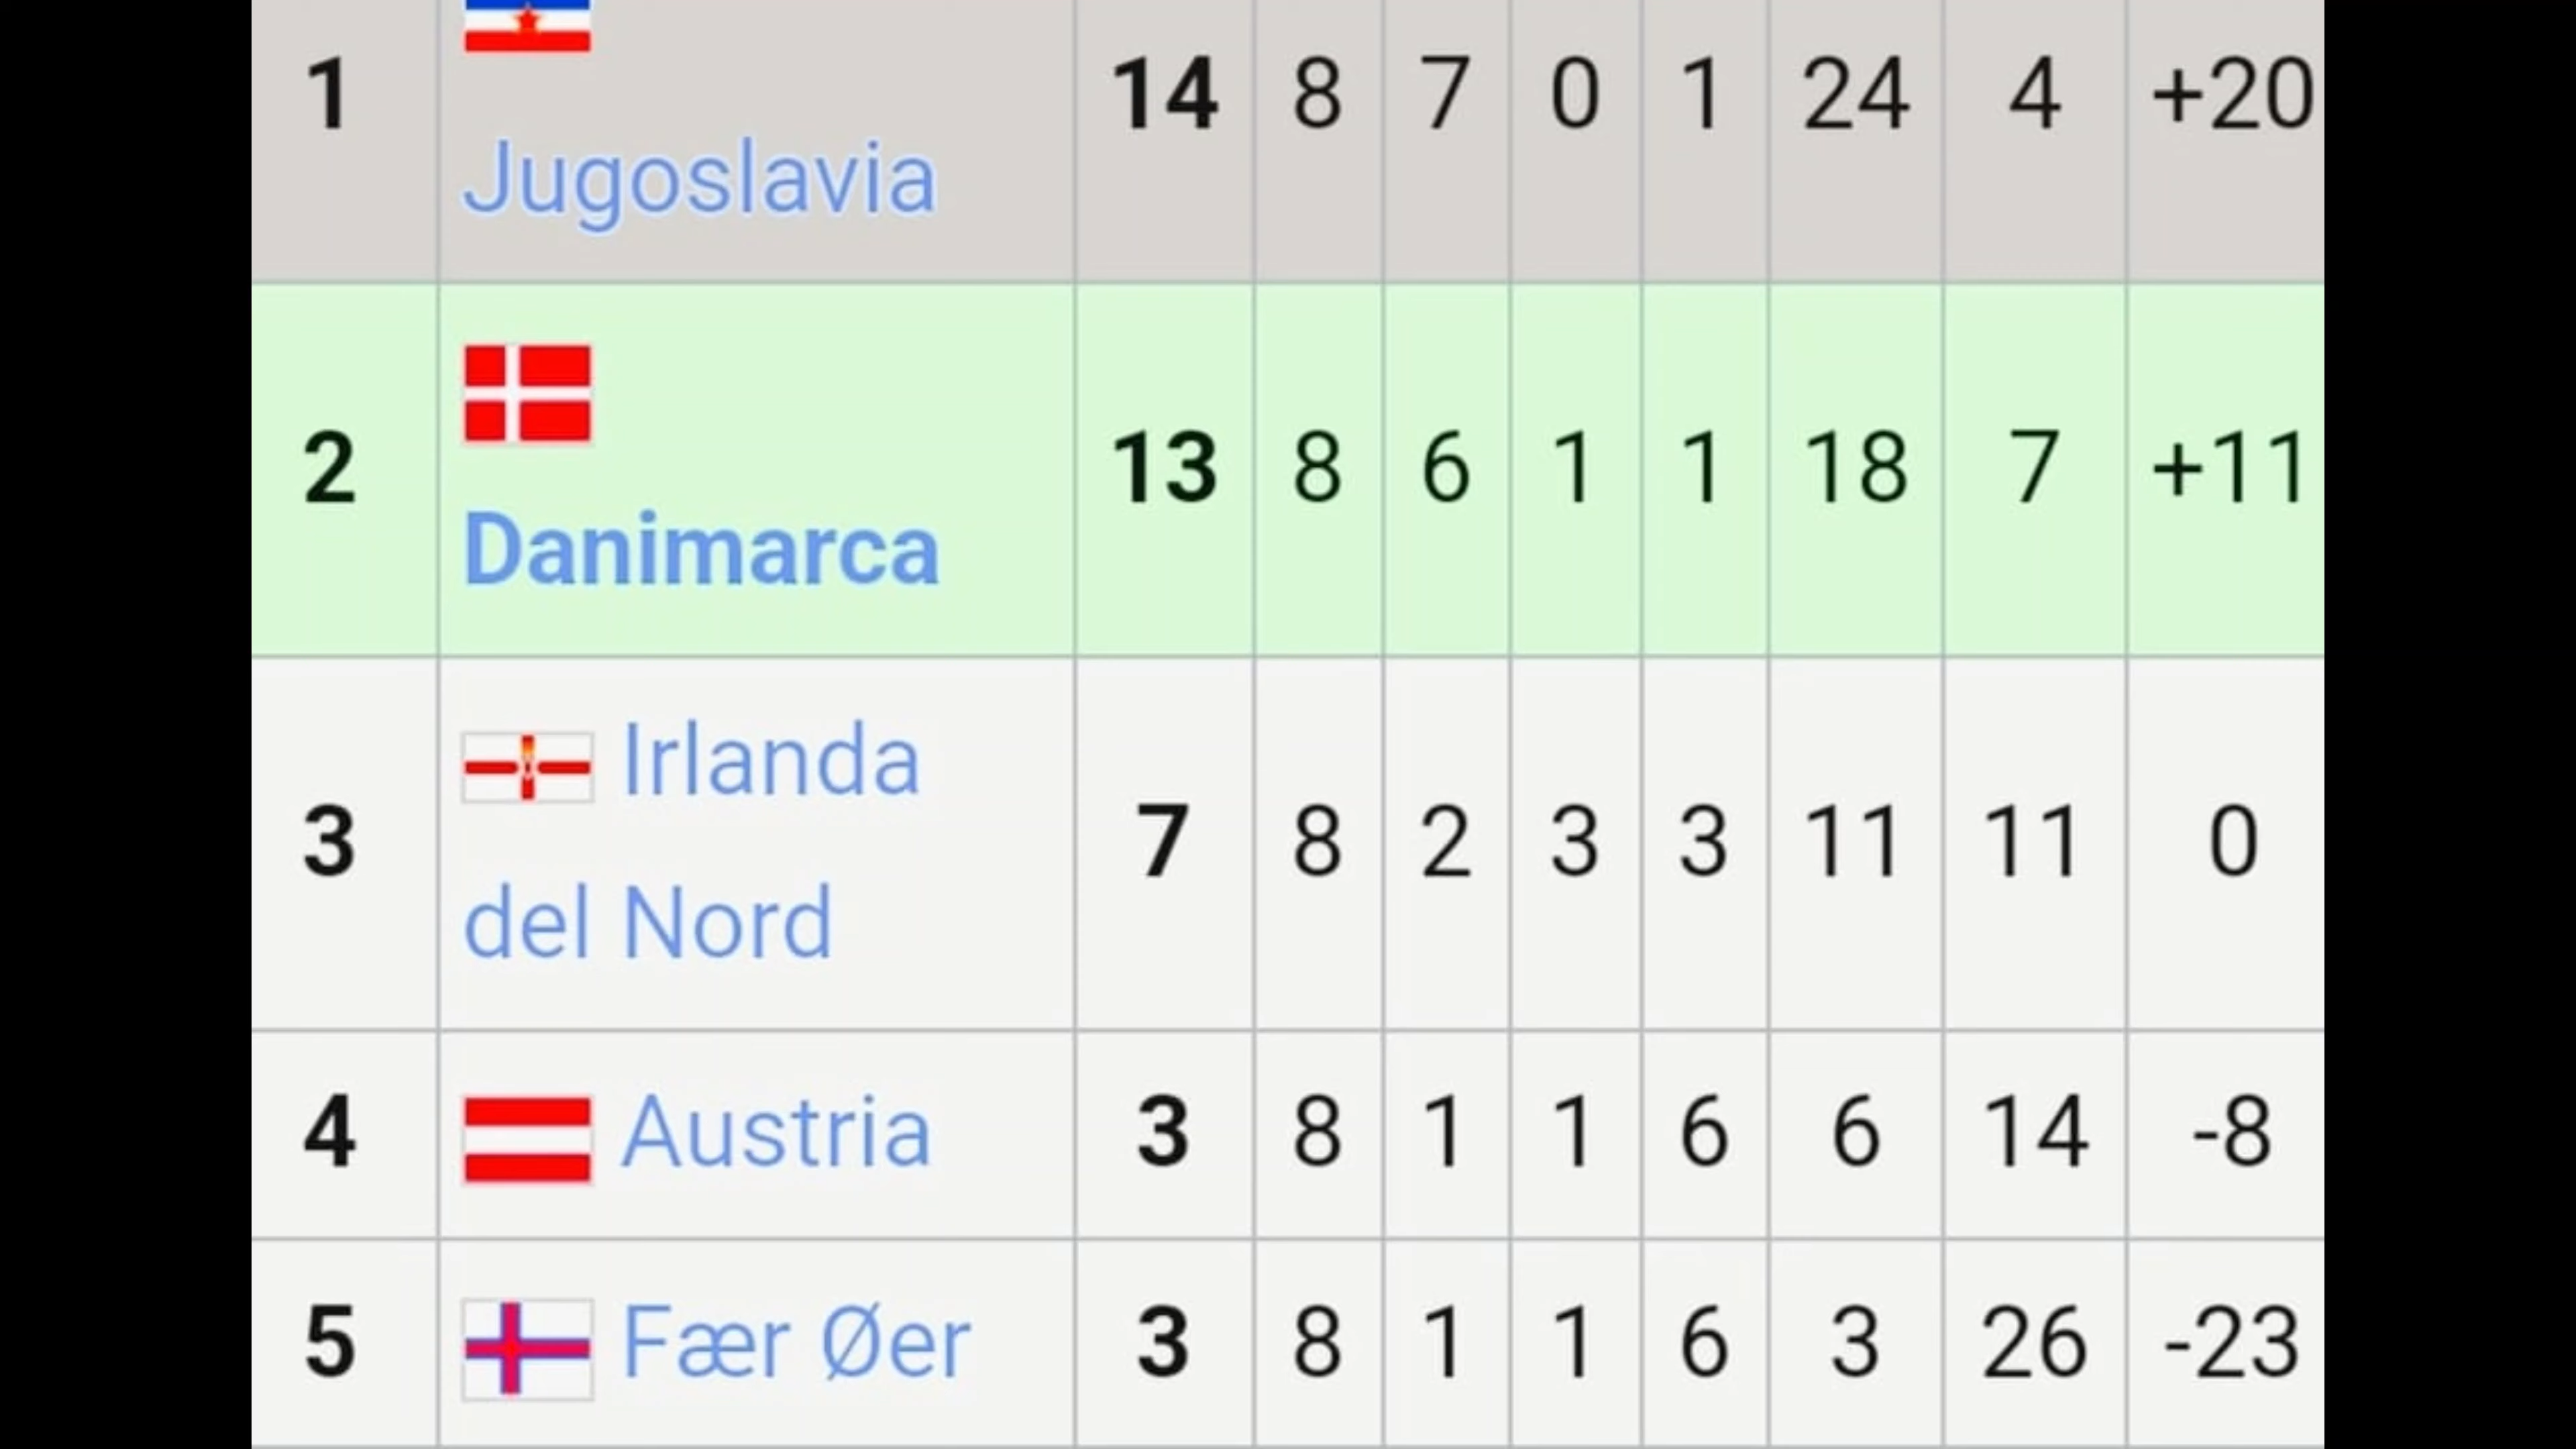 1 Jugoslavia 14 8 7 0 1 24 4 +20
2 Danimarca 13 8 6 1 1 18 7 +11
3 Irlanda del Nord 7 8 2 3 3 11 11 0
4 Austria 3 8 1 1 6 6 14 -8
5 Fær Øer 3 8 1 1 6 3 26 -23